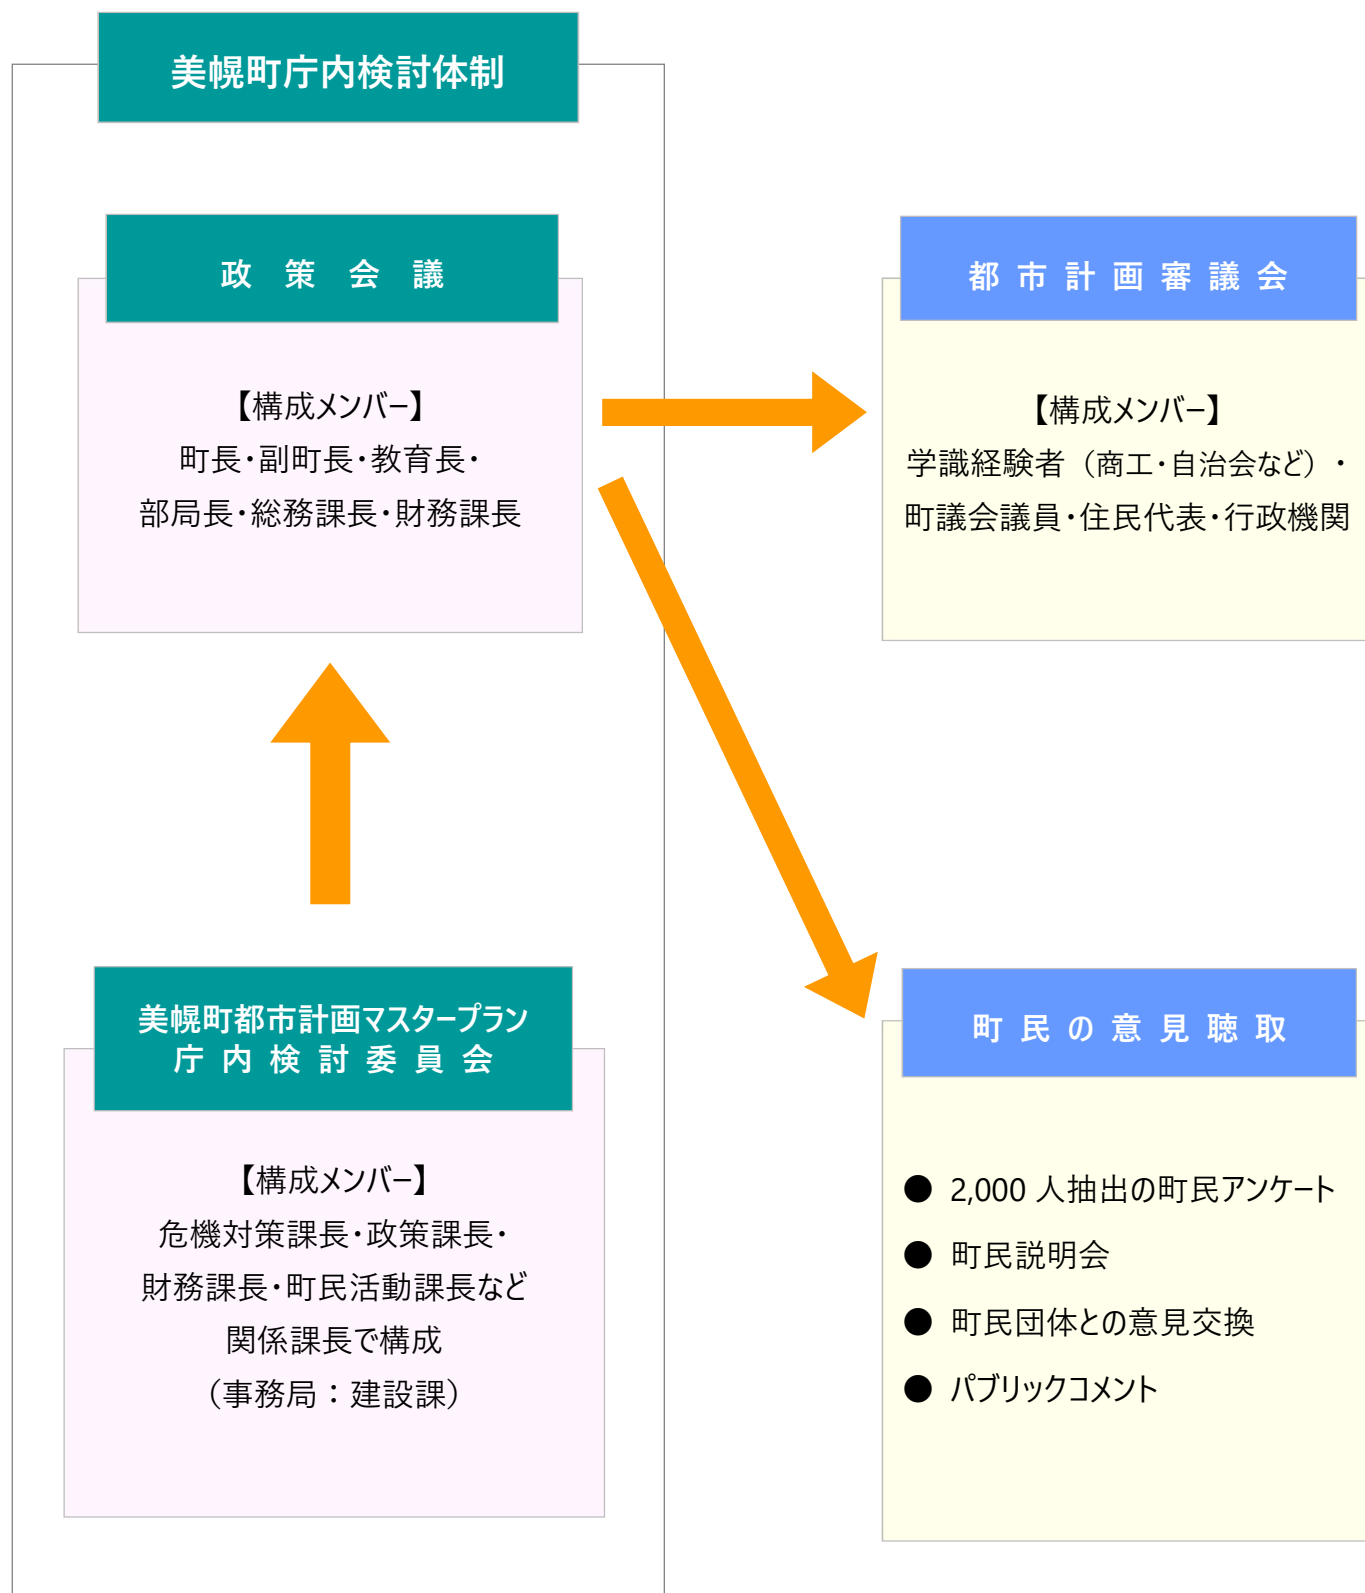 美幌町庁内検討体制
政策会議
【構成メンバー】
町長・副町長・教育長・
部局長・総務課長・財務課長
都市計画審議会
【構成メンバー】
学識経験者（商工・自治会など）・
町議会議員・住民代表・行政機関
美幌町都市計画マスタープラン
庁内検討委員会
【構成メンバー】
危機対策課長・政策課長・
財務課長・町民活動課長など
関係課長で構成
（事務局：建設課）
町民の意見聴取
● 2,000 人抽出の町民アンケート
● 町民説明会
● 町民団体との意見交換
● パブリックコメント